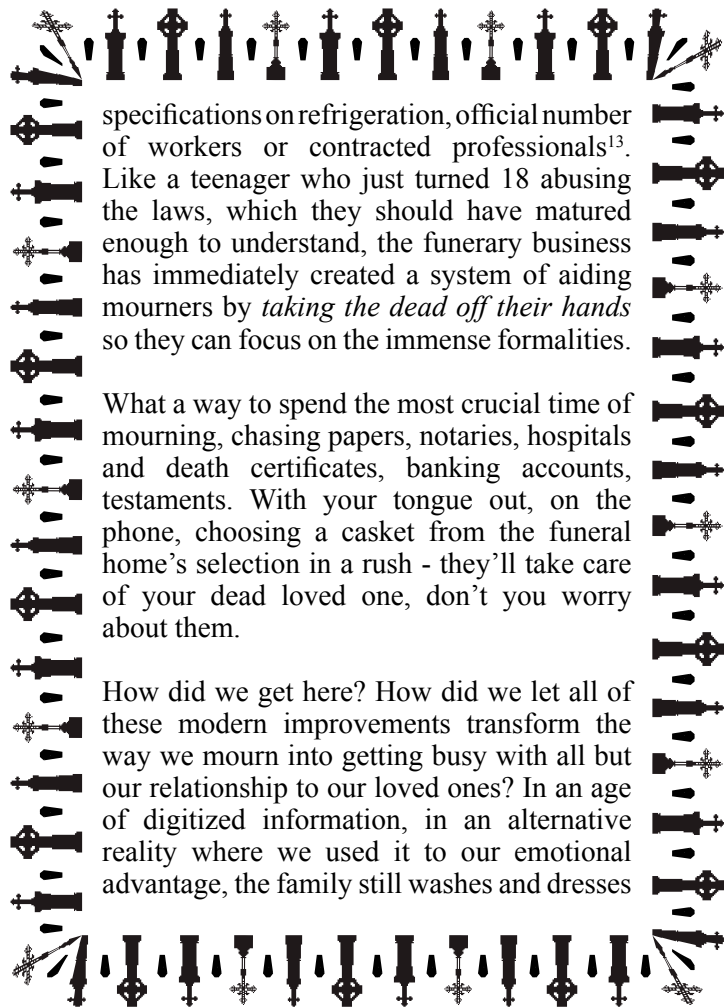 specifications on refrigeration, official number
of workers or contracted professionals¹³.
Like a teenager who just turned 18 abusing
the laws, which they should have matured
enough to understand, the funerary business
has immediately created a system of aiding
mourners by taking the dead off their hands
so they can focus on the immense formalities.
What a way to spend the most crucial time of
mourning, chasing papers, notaries, hospitals
and death certificates, banking accounts,
testaments. With your tongue out, on the
phone, choosing a casket from the funeral
home’s selection in a rush - they’ll take care
of your dead loved one, don’t you worry
about them.
How did we get here? How did we let all of
these modern improvements transform the
way we mourn into getting busy with all but
our relationship to our loved ones? In an age
of digitized information, in an alternative
reality where we used it to our emotional
advantage, the family still washes and dresses